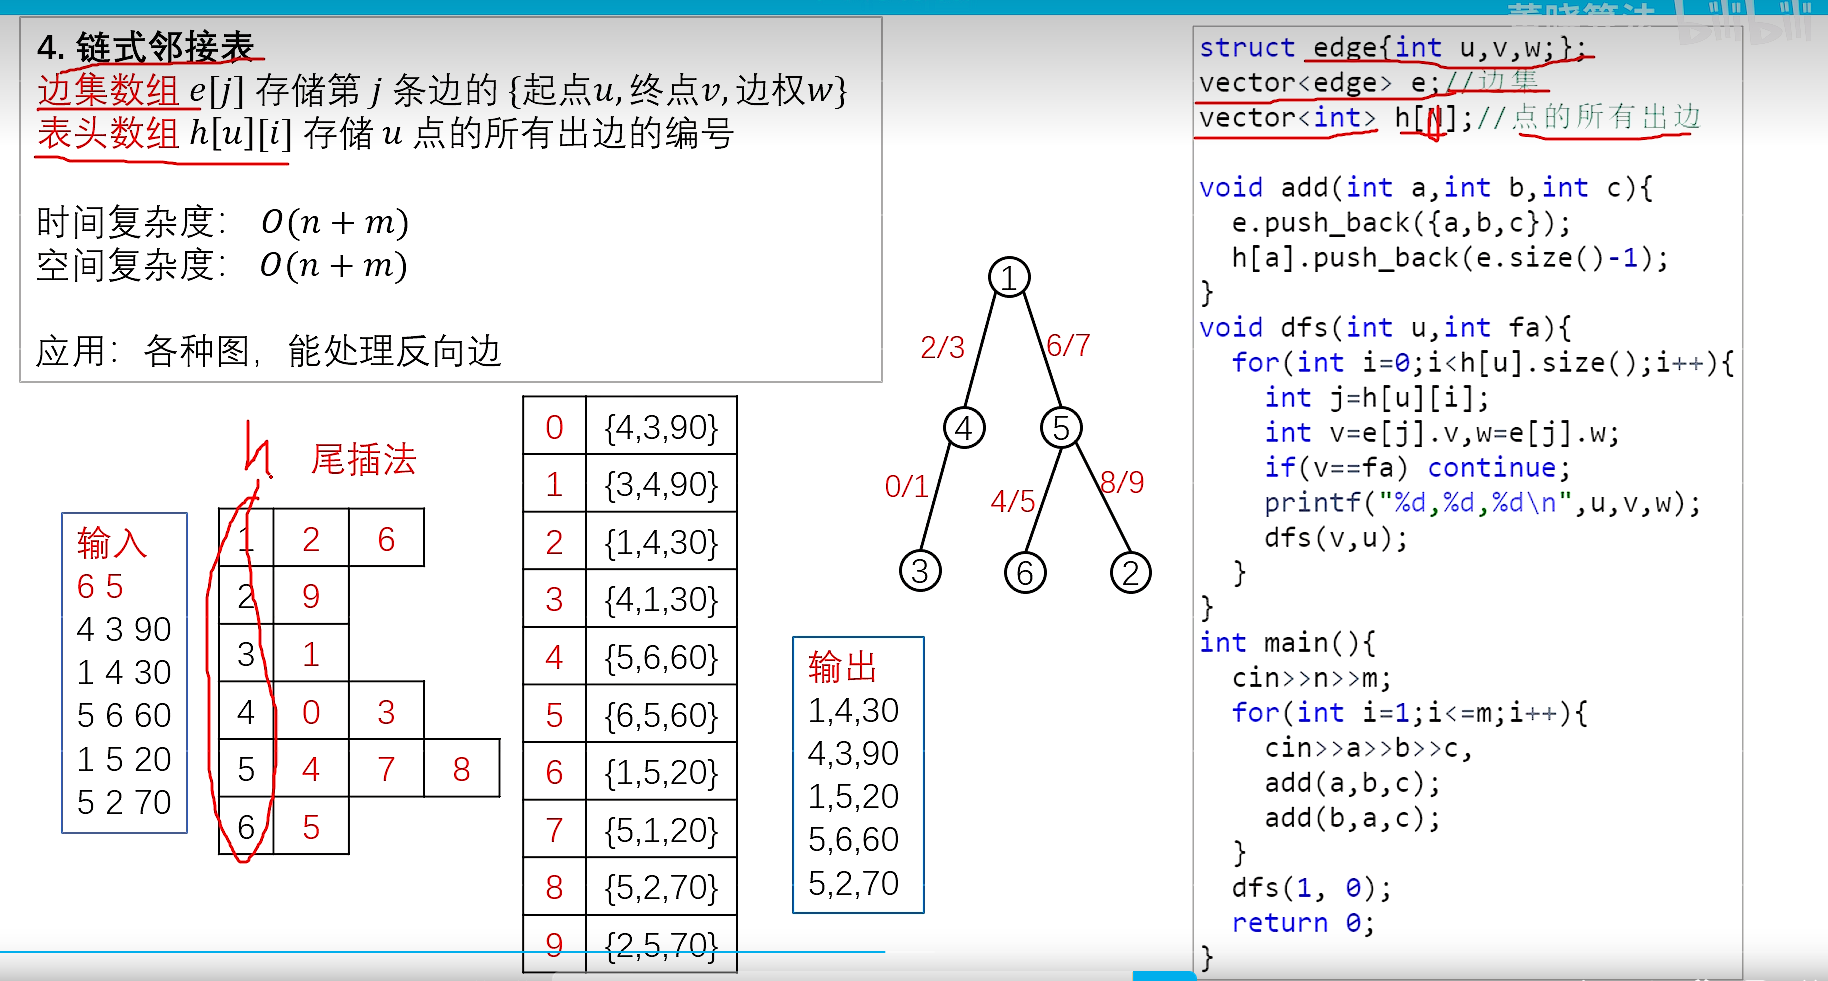 董晓算法 bilibili
4. 链式邻接表
边集数组 e[j] 存储第 j 条边的 {起点u, 终点v, 边权w}
表头数组 h[u][i] 存储 u 点的所有出边的编号
时间复杂度： O(n + m)
空间复杂度： O(n + m)
应用：各种图，能处理反向边
h 尾插法
输入
6 5
4 3 90
1 4 30
5 6 60
1 5 20
5 2 70
1 2 6
2 9
3 1
4 0 3
5 4 7 8
6 5
0 {4,3,90}
1 {3,4,90}
2 {1,4,30}
3 {4,1,30}
4 {5,6,60}
5 {6,5,60}
6 {1,5,20}
7 {5,1,20}
8 {5,2,70}
9 {2,5,70}
1
2/3 6/7
4 5
0/1 4/5 8/9
3 6 2
输出
1,4,30
4,3,90
1,5,20
5,6,60
5,2,70
struct edge{int u,v,w;};
vector<edge> e;//边集
vector<int> h[N];//点的所有出边
void add(int a,int b,int c){
e.push_back({a,b,c});
h[a].push_back(e.size()-1);
}
void dfs(int u,int fa){
for(int i=0;i<h[u].size();i++){
int j=h[u][i];
int v=e[j].v,w=e[j].w;
if(v==fa) continue;
printf("%d,%d,%d\n",u,v,w);
dfs(v,u);
}
}
int main(){
cin>>n>>m;
for(int i=1;i<=m;i++){
cin>>a>>b>>c,
add(a,b,c);
add(b,a,c);
}
dfs(1, 0);
return 0;
}